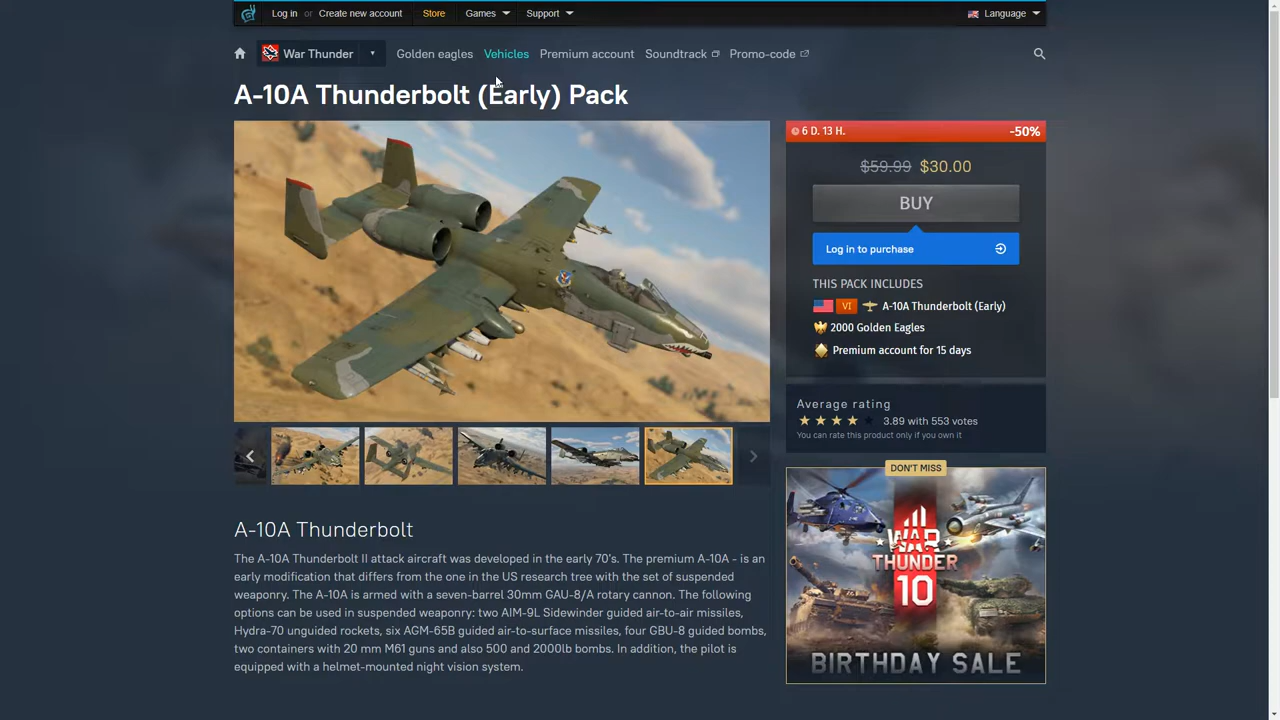 Log in or Create new account Store Games Support Language
War Thunder Golden eagles Vehicles Premium account Soundtrack Promo-code
A-10A Thunderbolt (Early) Pack
6 D. 13 H. -50%
$59.99 $30.00
BUY
Log in to purchase
THIS PACK INCLUDES
VI A-10A Thunderbolt (Early)
2000 Golden Eagles
Premium account for 15 days
Average rating
3.89 with 553 votes
You can rate this product only if you own it
DON'T MISS
WAR
THUNDER
10
BIRTHDAY SALE
A-10A Thunderbolt
The A-10A Thunderbolt II attack aircraft was developed in the early 70's. The premium A-10A - is an
early modification that differs from the one in the US research tree with the set of suspended
weaponry. The A-10A is armed with a seven-barrel 30mm GAU-8/A rotary cannon. The following
options can be used in suspended weaponry: two AIM-9L Sidewinder guided air-to-air missiles,
Hydra-70 unguided rockets, six AGM-65B guided air-to-surface missiles, four GBU-8 guided bombs,
two containers with 20 mm M61 guns and also 500 and 2000lb bombs. In addition, the pilot is
equipped with a helmet-mounted night vision system.